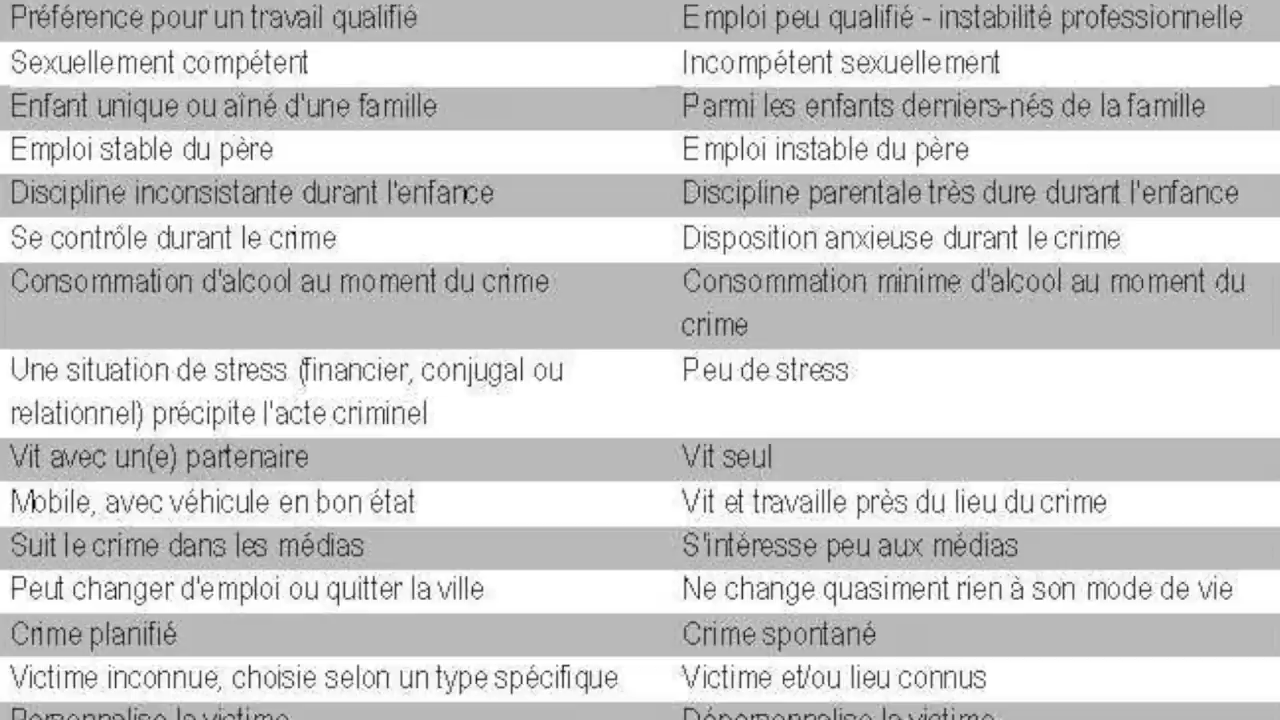 Préférence pour un travail qualifié
Emploi peu qualifié - instabilité professionnelle
Sexuellement compétent
Incompétent sexuellement
Enfant unique ou aîné d'une famille
Parmi les enfants derniers-nés de la famille
Emploi stable du père
Emploi instable du père
Discipline inconsistante durant l'enfance
Discipline parentale très dure durant l'enfance
Se contrôle durant le crime
Disposition anxieuse durant le crime
Consommation d'alcool au moment du crime
Consommation minime d'alcool au moment du
crime
Une situation de stress (financier, conjugal ou
relationnel) précipite l'acte criminel
Peu de stress
Vit avec un(e) partenaire
Vit seul
Mobile, avec véhicule en bon état
Vit et travaille près du lieu du crime
Suit le crime dans les médias
S'intéresse peu aux médias
Peut changer d'emploi ou quitter la ville
Ne change quasiment rien à son mode de vie
Crime planifié
Crime spontané
Victime inconnue, choisie selon un type spécifique
Victime et/ou lieu connus
Personnalise la victime
Dépersonnalise la victime